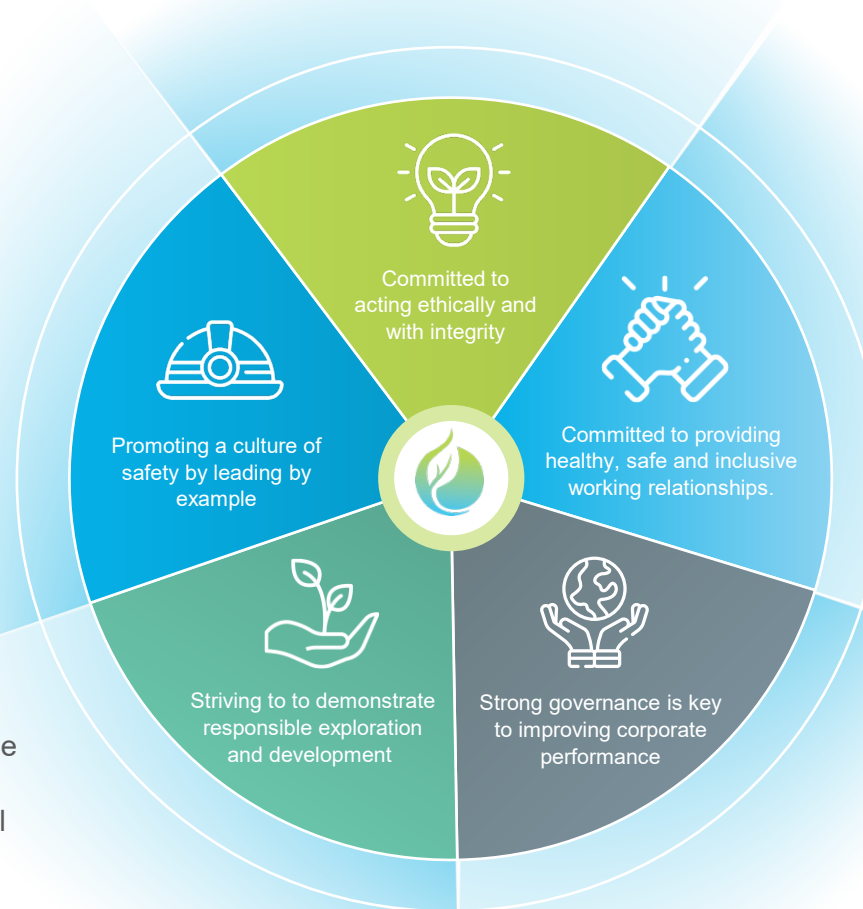 Committed to
acting ethically and
with integrity
Committed to providing
healthy, safe and inclusive
working relationships.
Promoting a culture of
safety by leading by
example
Striving to to demonstrate
responsible exploration
and development
Strong governance is key
to improving corporate
performance
e
l